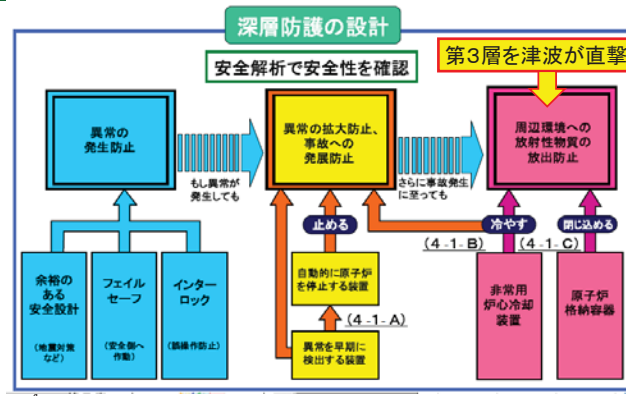 深層防護の設計
安全解析で安全性を確認
第3層を津波が直撃
異常の
発生防止
もし異常が
発生しても
異常の拡大防止、
事故への
発展防止
さらに事故発生
に至っても
周辺環境への
放射性物質の
放出防止
止める
冷やす
閉じ込める
(4-1-B)
(4-1-C)
余裕の
ある
安全設計
(地震対策
など)
フェイル
セーフ
(安全側へ
作動)
インター
ロック
(誤操作防止)
自動的に原子炉
を停止する装置
(4-1-A)
異常を早期に
検出する装置
非常用
炉心冷却
装置
原子炉
格納容器